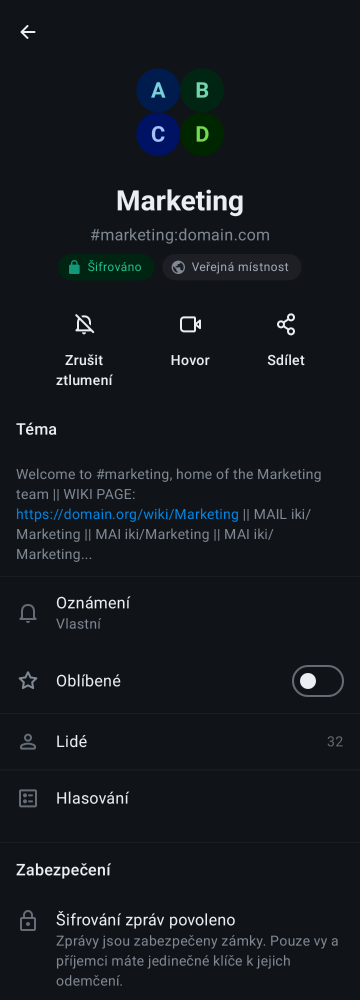 A
B
C
D
Marketing
#marketing:domain.com
Šifrováno
Veřejná místnost
Zrušit
ztlumení
Hovor
Sdílet
Téma
Welcome to #marketing, home of the Marketing
team || WIKI PAGE:
https://domain.org/wiki/Marketing || MAIL iki/
Marketing || MAI iki/Marketing || MAI iki/
Marketing...
Oznámení
Vlastní
Oblíbené
Lidé
32
Hlasování
Zabezpečení
Šifrování zpráv povoleno
Zprávy jsou zabezpečeny zámky. Pouze vy a
příjemci máte jedinečné klíče k jejich
odemčení.